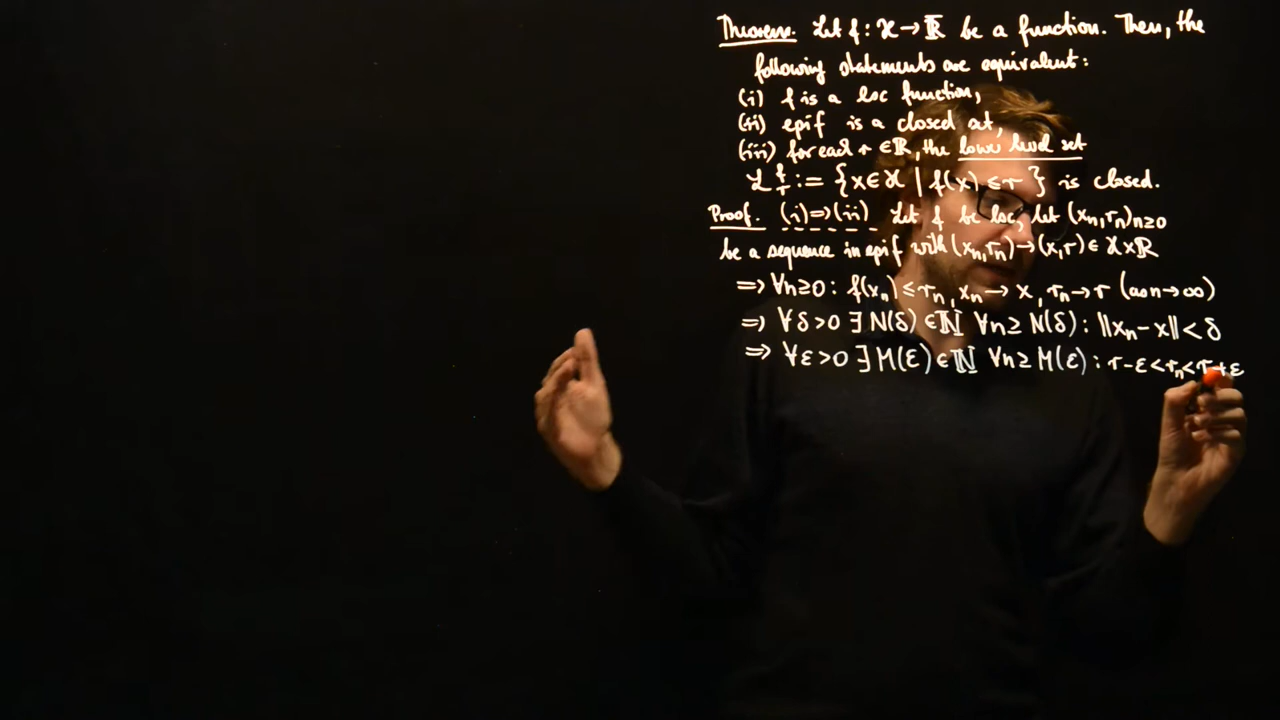 Theorem. Let f: X → ℝ be a function. Then, the
following statements are equivalent:
(i) f is a lsc function,
(ii) epi f is a closed set,
(iii) for each r ∈ ℝ, the lower level set
ℒ_r^f := {x ∈ X | f(x) ≤ r} is closed.
Proof. (i) ⇒ (ii) Let f be lsc, let (xₙ, rₙ)ₙ≥₀
be a sequence in epi f with (xₙ, rₙ) → (x, r) ∈ X × ℝ
⇒ ∀n ≥ 0: f(xₙ) ≤ rₙ, xₙ → x, rₙ → r (as n → ∞)
⇒ ∀δ > 0 ∃ N(δ) ∈ ℕ ∀n ≥ N(δ): ‖xₙ - x‖ < δ
⇒ ∀ε > 0 ∃ M(ε) ∈ ℕ ∀n ≥ M(ε): r - ε < rₙ < r + ε